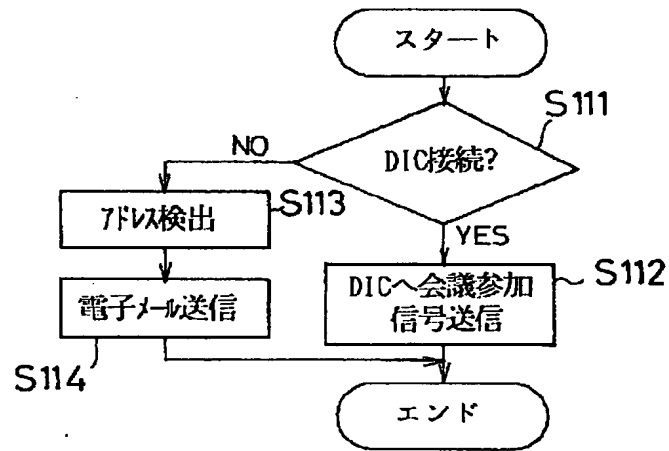 スタート
S111
DIC接続?
NO
YES
アドレス検出
S113
電子メール送信
S114
DICへ会議参加
信号送信
S112
エンド